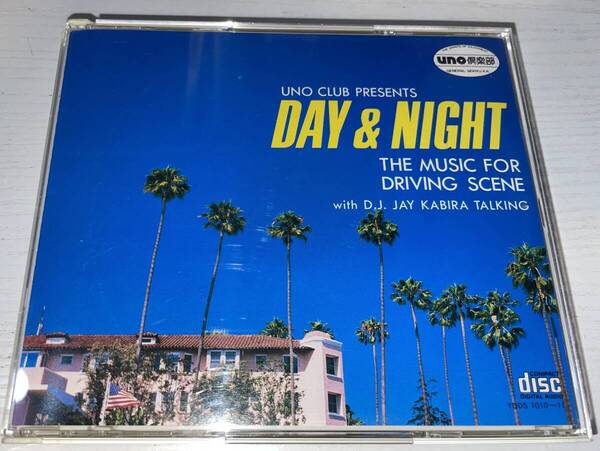 uno倶楽部
UNO CLUB PRESENTS
DAY & NIGHT
THE MUSIC FOR
DRIVING SCENE
with D.J. JAY KABIRA TALKING
COMPACT
disc
DIGITAL AUDIO